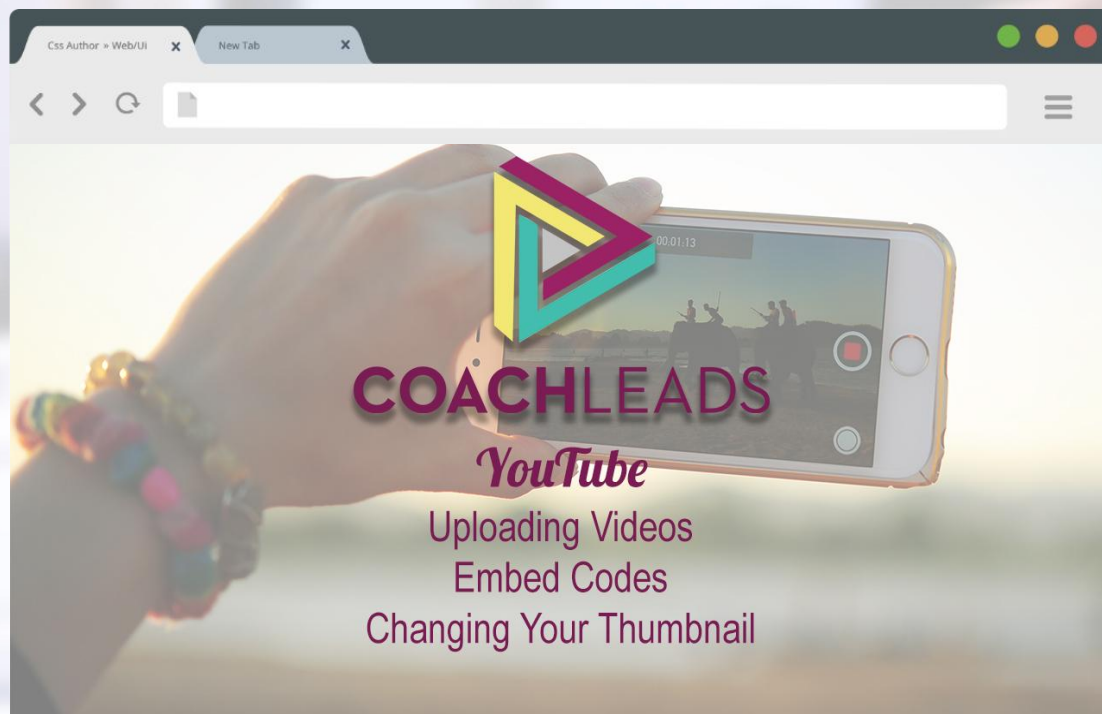 Css Author » Web/Ui x New Tab x
00:01:13
COACHLEADS
YouTube
Uploading Videos
Embed Codes
Changing Your Thumbnail